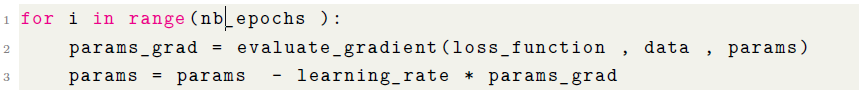 1 for i in range(nb_epochs ):
2     params_grad = evaluate_gradient(loss_function , data , params)
3     params = params  - learning_rate * params_grad